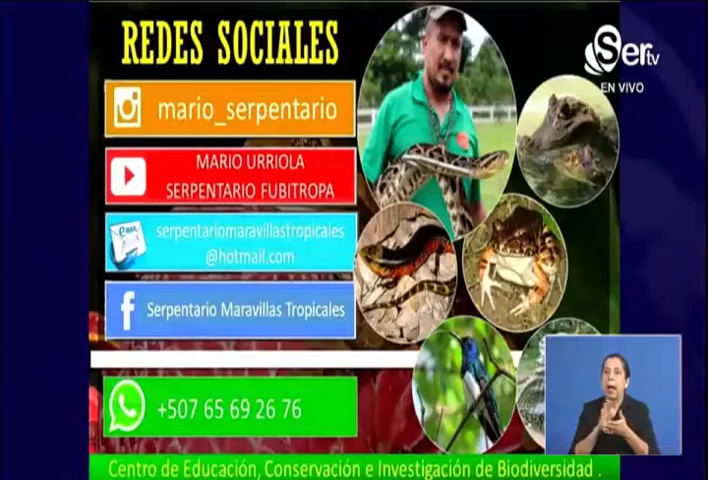 REDES SOCIALES
Ser tv
EN VIVO
mario_serpentario
MARIO URRIOLA
SERPENTARIO FUBITROPA
e-MAIL
serpentariomaravillastropicales
@hotmail.com
Serpentario Maravillas Tropicales
+507 65 69 26 76
Centro de Educación, Conservación e Investigación de Biodiversidad .